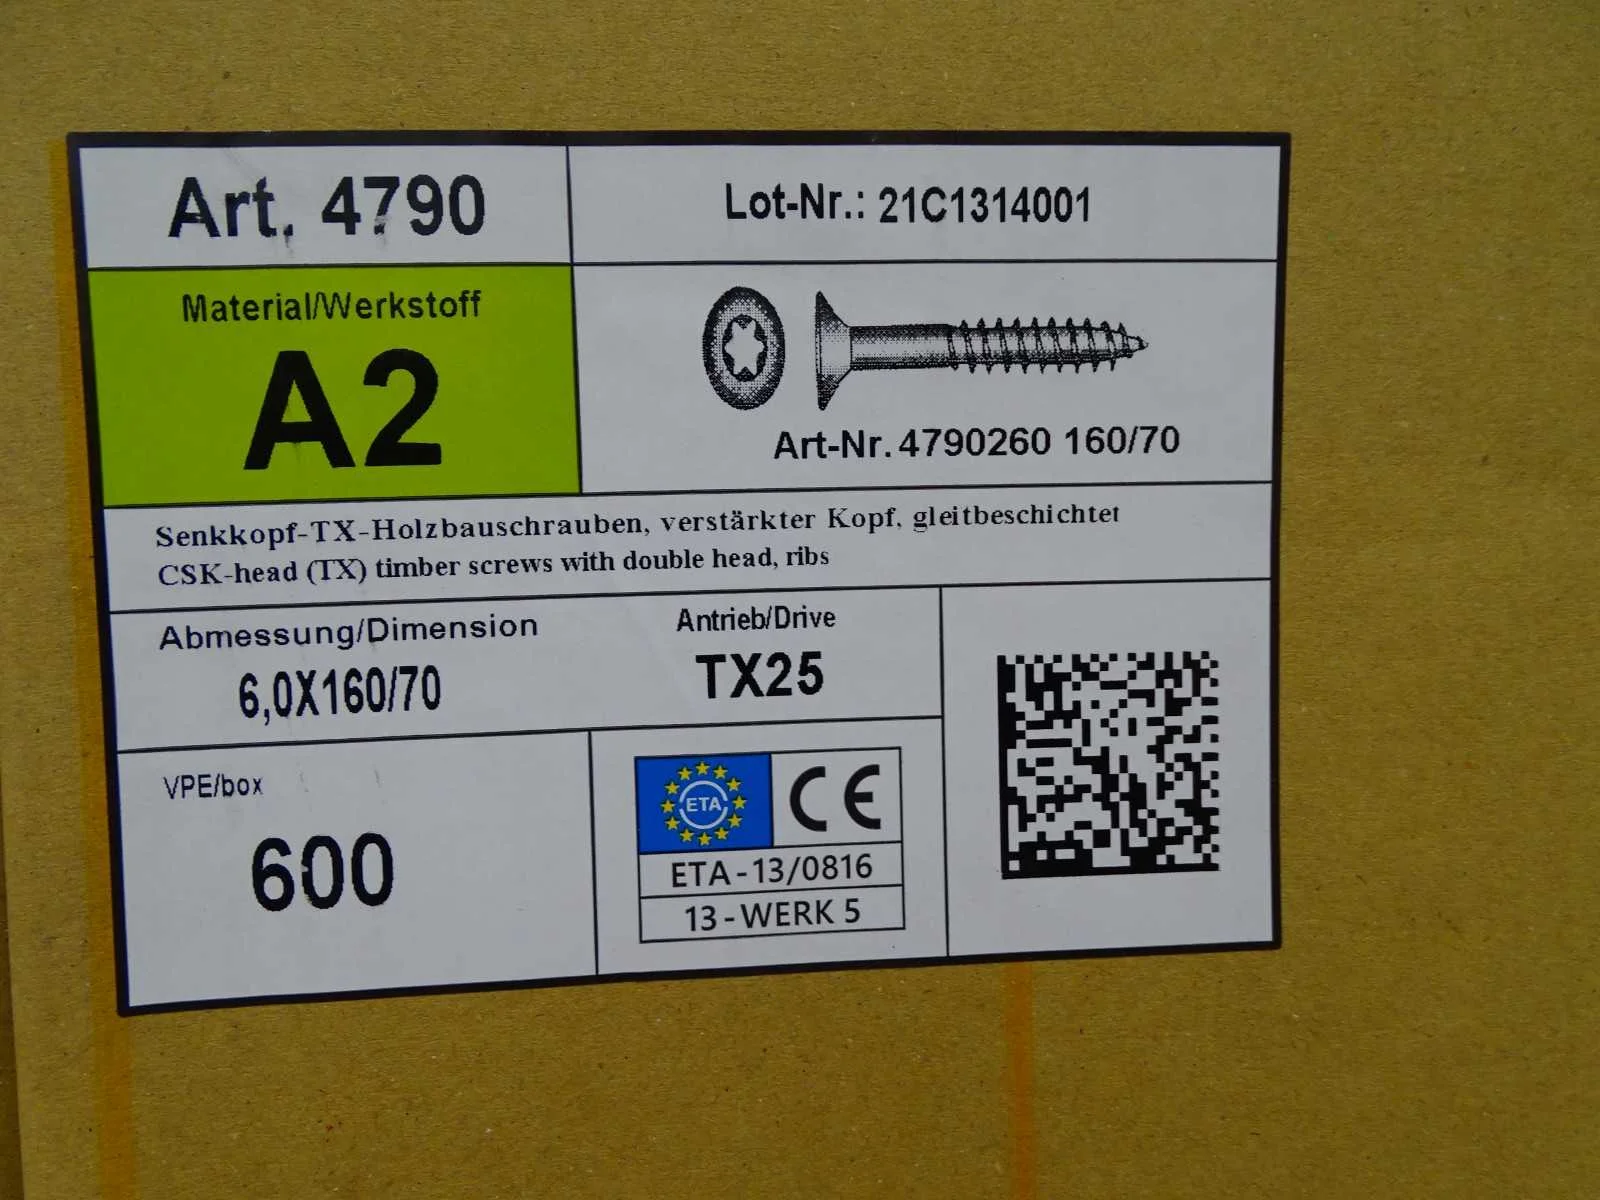 Art. 4790
Lot-Nr.: 21C1314001
Material/Werkstoff
A2
Art-Nr. 4790260 160/70
Senkkopf-TX-Holzbauschrauben, verstärkter Kopf, gleitbeschichtet
CSK-head (TX) timber screws with double head, ribs
Abmessung/Dimension
6,0X160/70
Antrieb/Drive
TX25
VPE/box
600
ETA
CE
ETA-13/0816
13-WERK 5